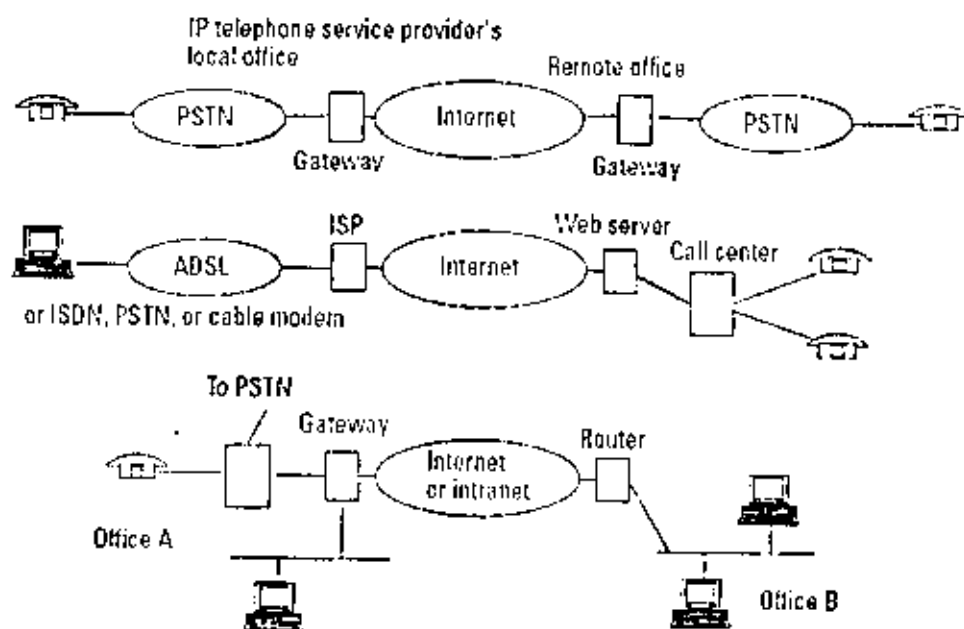 IP telephone service provider's
local office
Remote office
PSTN
Internet
PSTN
Gateway
Gateway
ISP
Web server
Call center
ADSL
Internet
or ISDN, PSTN, or cable modem
To PSTN
Gateway
Router
Internet
or intranet
Office A
Office B